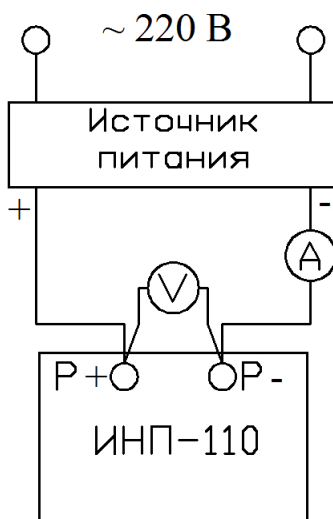 ~ 220 В
Источник
питания
+ -
A
V
P + P -
ИНП-110